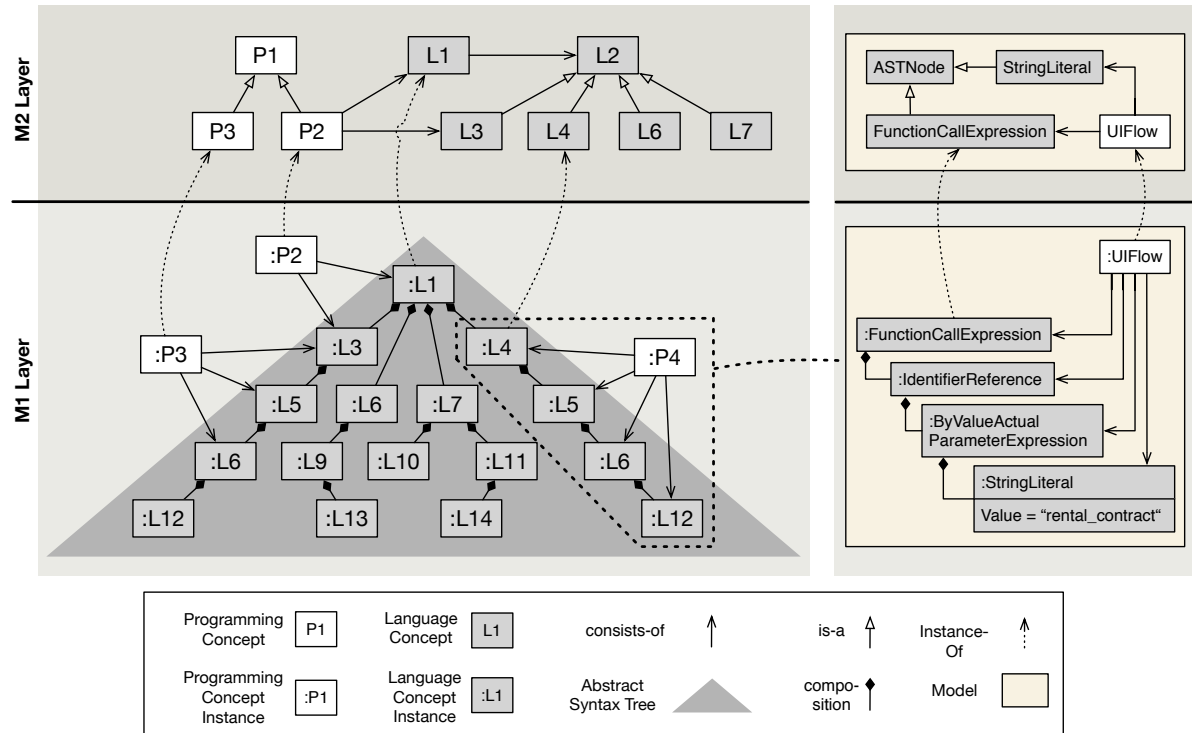 M2 Layer
P1
L1
L2
P3
P2
L3
L4
L6
L7
ASTNode
StringLiteral
FunctionCallExpression
UIFlow
M1 Layer
:P2
:L1
:P3
:L3
:L4
:P4
:L5
:L6
:L7
:L5
:L6
:L9
:L10
:L11
:L6
:L12
:L13
:L14
:L12
:UIFlow
:FunctionCallExpression
:IdentifierReference
:ByValueActual
ParameterExpression
:StringLiteral
Value = “rental_contract“
Programming
Concept
P1
Language
Concept
L1
consists-of
is-a
Instance-
Of
Programming
Concept
Instance
:P1
Language
Concept
Instance
:L1
Abstract
Syntax Tree
compo-
sition
Model